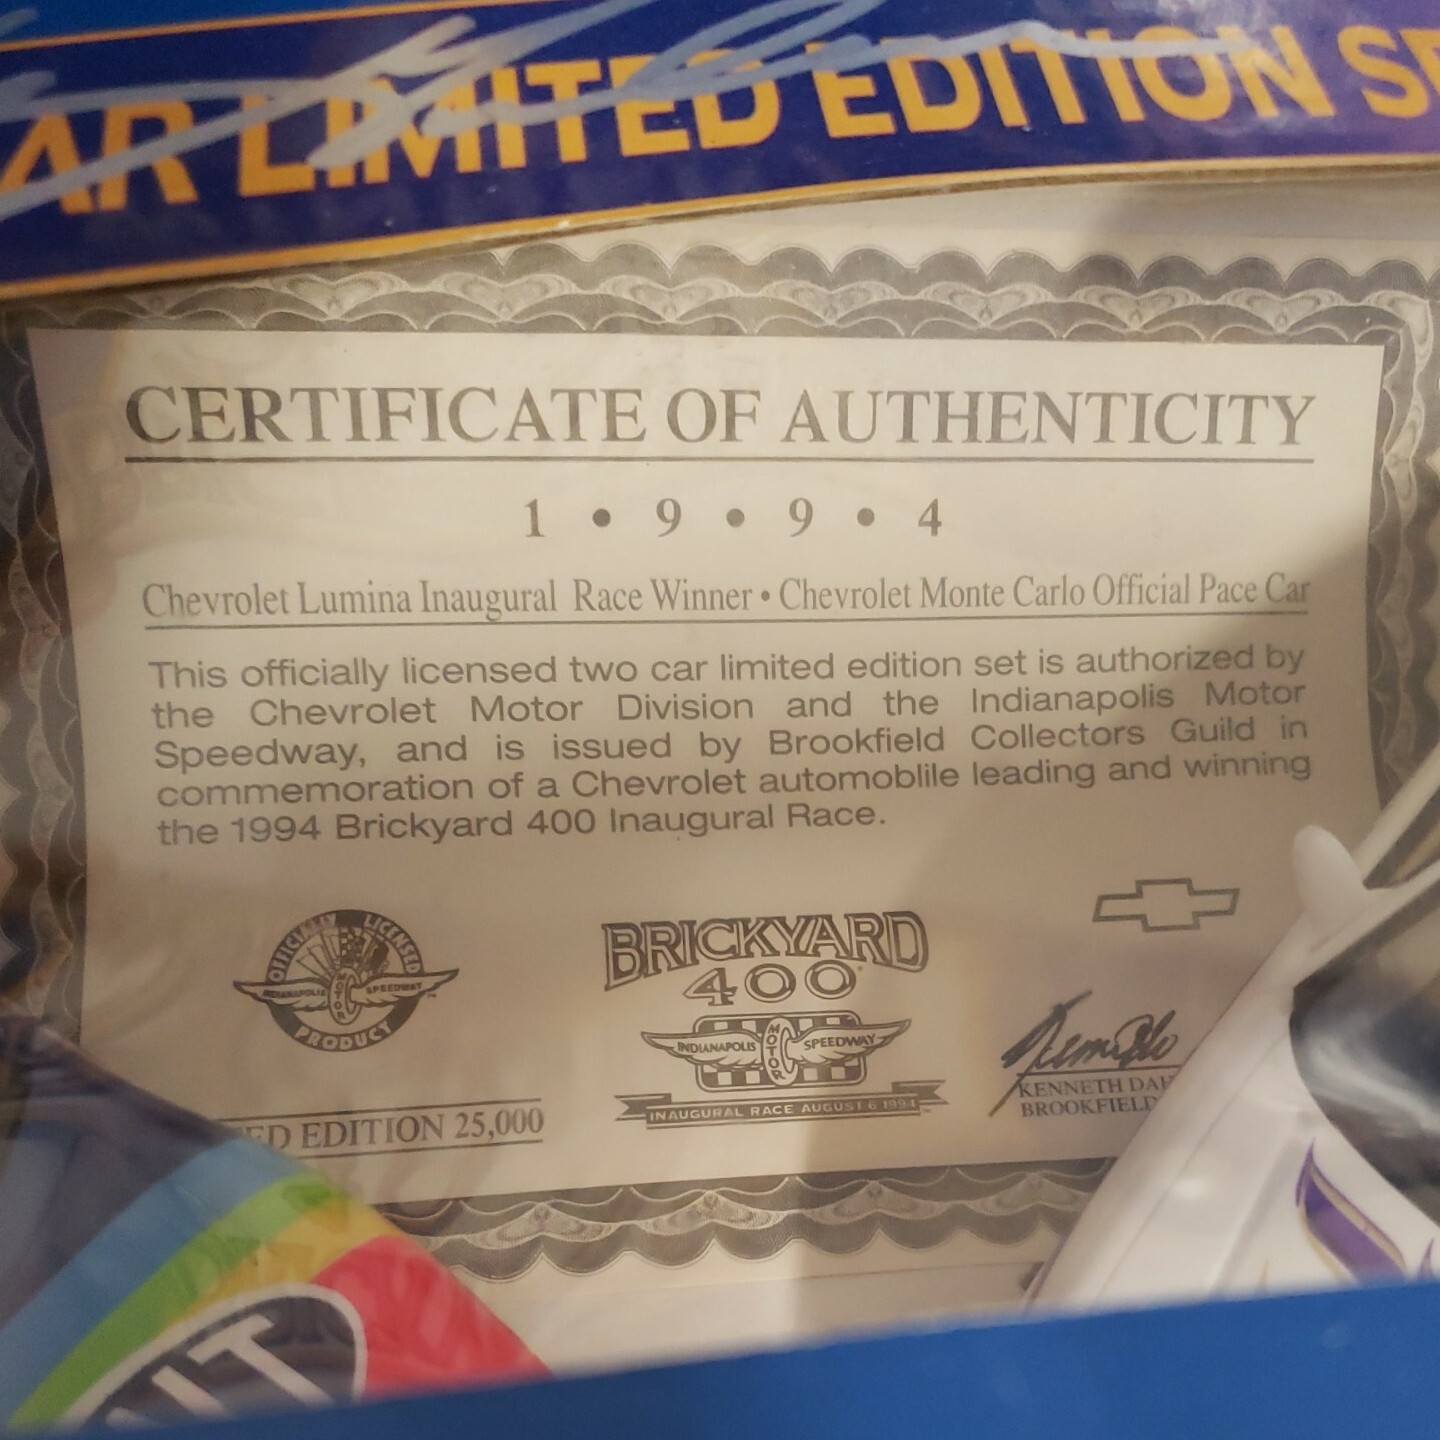 AR LIMITED EDITION SE
CERTIFICATE OF AUTHENTICITY
1 • 9 • 9 • 4
Chevrolet Lumina Inaugural Race Winner • Chevrolet Monte Carlo Official Pace Car
This officially licensed two car limited edition set is authorized by
the Chevrolet Motor Division and the Indianapolis Motor
Speedway, and is issued by Brookfield Collectors Guild in
commemoration of a Chevrolet automoblile leading and winning
the 1994 Brickyard 400 Inaugural Race.
OFFICIALLY LICENSED
INDIANAPOLIS MOTOR SPEEDWAY™
PRODUCT
BRICKYARD
400
INDIANAPOLIS MOTOR SPEEDWAY
INAUGURAL RACE AUGUST 6 1994™
KENNETH DAH
BROOKFIELD
ED EDITION 25,000